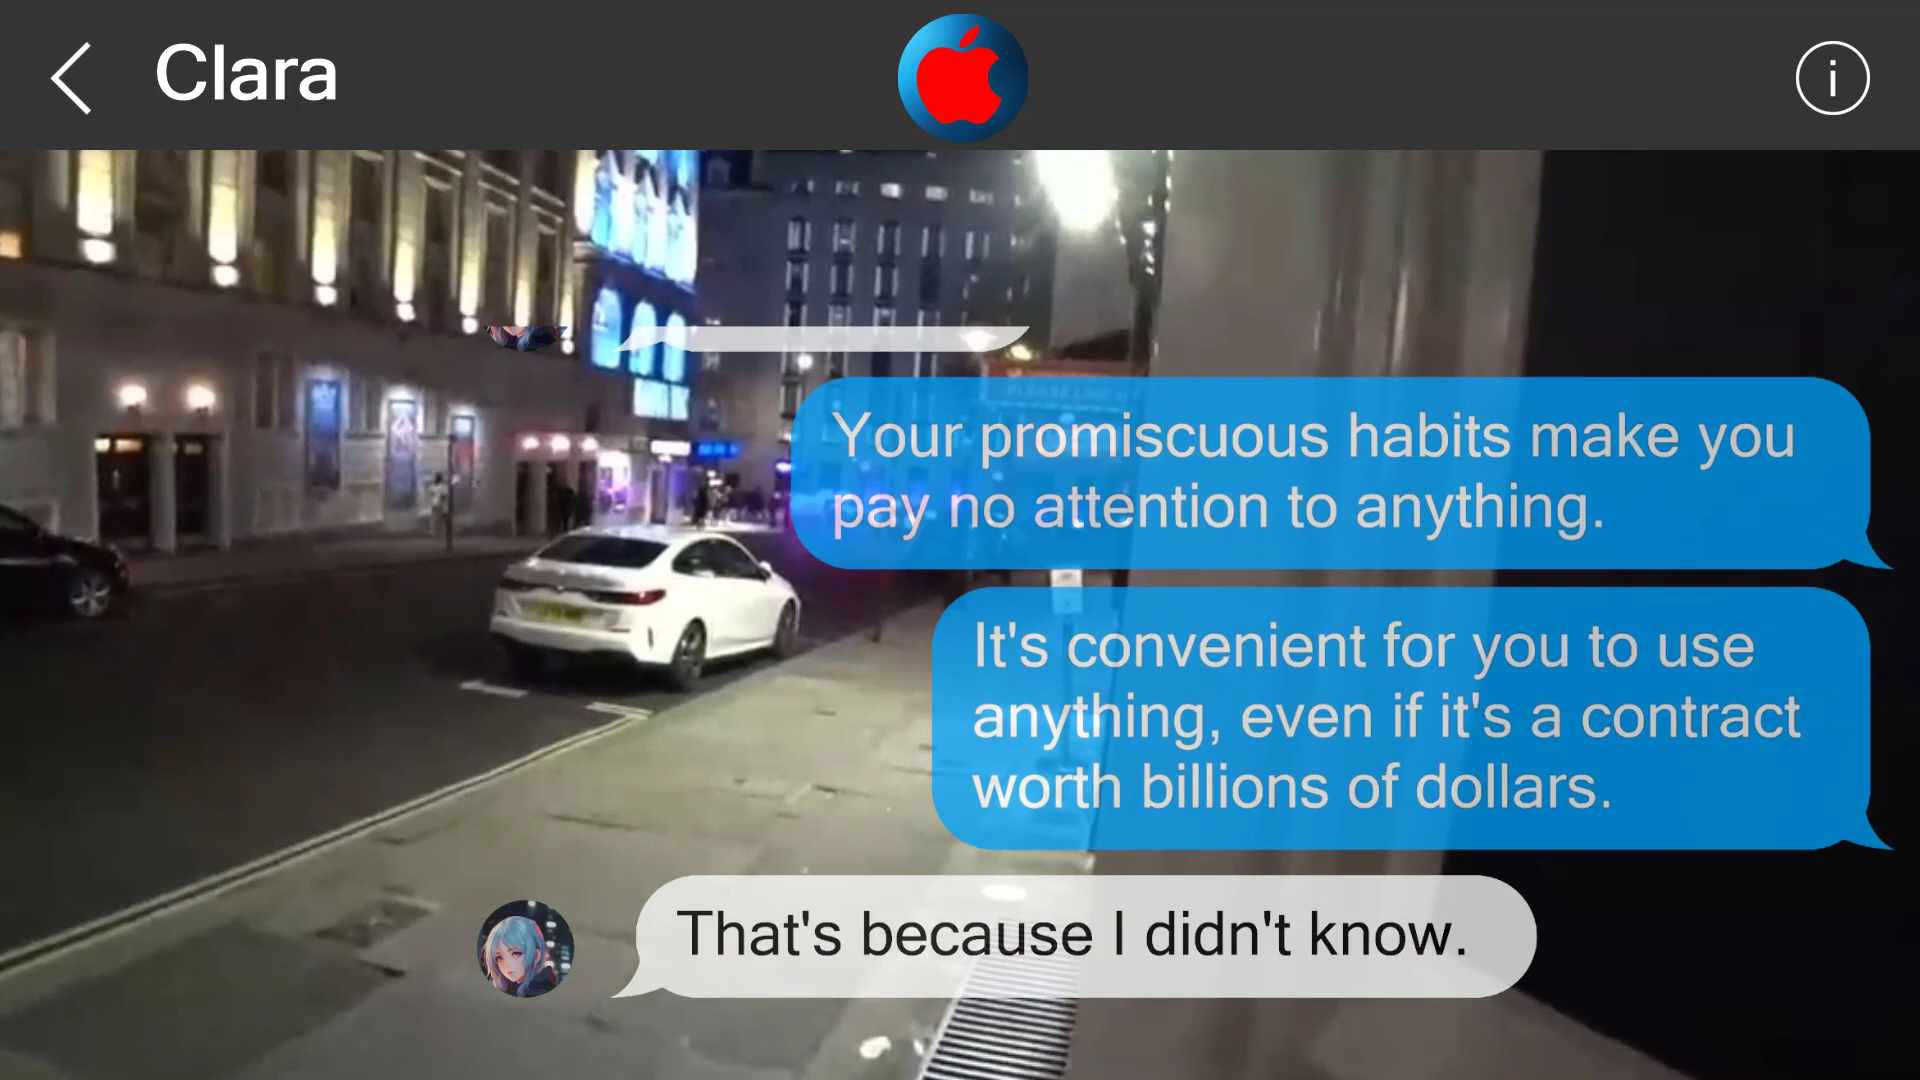 Clara
Your promiscuous habits make you
pay no attention to anything.
It's convenient for you to use
anything, even if it's a contract
worth billions of dollars.
That's because I didn't know.